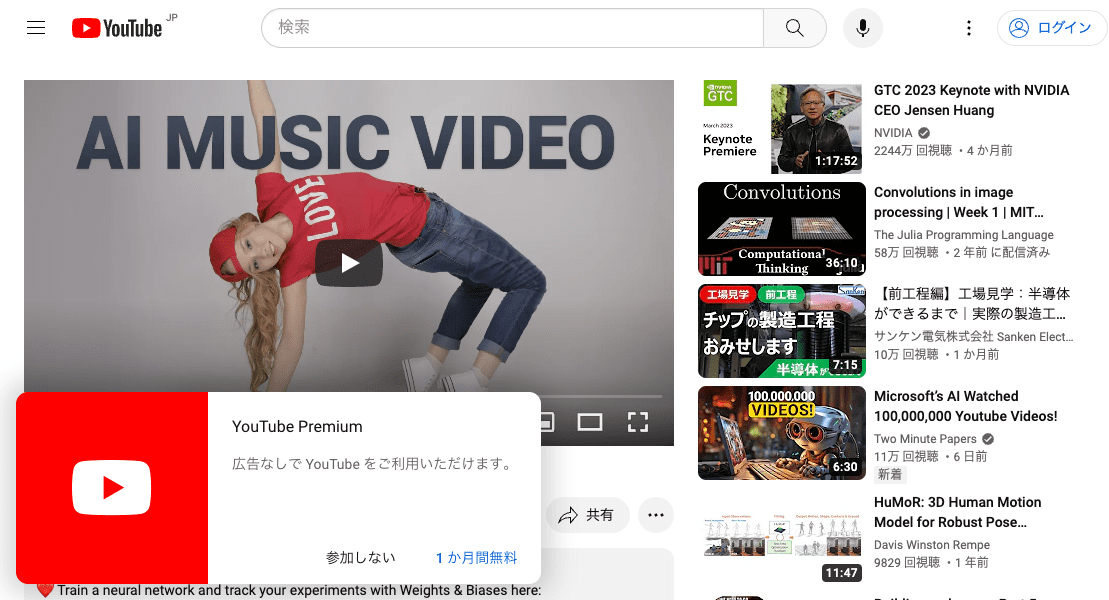 YouTube JP
検索
ログイン
AI MUSIC VIDEO
LOVE
YouTube Premium
広告なしで YouTube をご利用いただけます。
参加しない
1 か月間無料
共有
Train a neural network and track your experiments with Weights & Biases here:
NVIDIA
GTC
March 2023
Keynote
Premiere
1:17:52
GTC 2023 Keynote with NVIDIA
CEO Jensen Huang
NVIDIA
2244万 回視聴 ・4 か月前
Convolutions
Computational
Thinking
36:10
Convolutions in image
processing | Week 1 | MIT…
The Julia Programming Language
58万 回視聴 ・2 年前 に配信済み
工場見学
前工程
Sanken
チップの製造工程
おみせします
半導体が
7:15
【前工程編】工場見学：半導体
ができるまで｜実際の製造工…
サンケン電気株式会社 Sanken Elect…
10万 回視聴 ・1 か月前
100,000,000
VIDEOS!
6:30
Microsoft's AI Watched
100,000,000 Youtube Videos!
Two Minute Papers
11万 回視聴 ・6 日前
新着
11:47
HuMoR: 3D Human Motion
Model for Robust Pose…
Davis Winston Rempe
9829 回視聴 ・1 年前